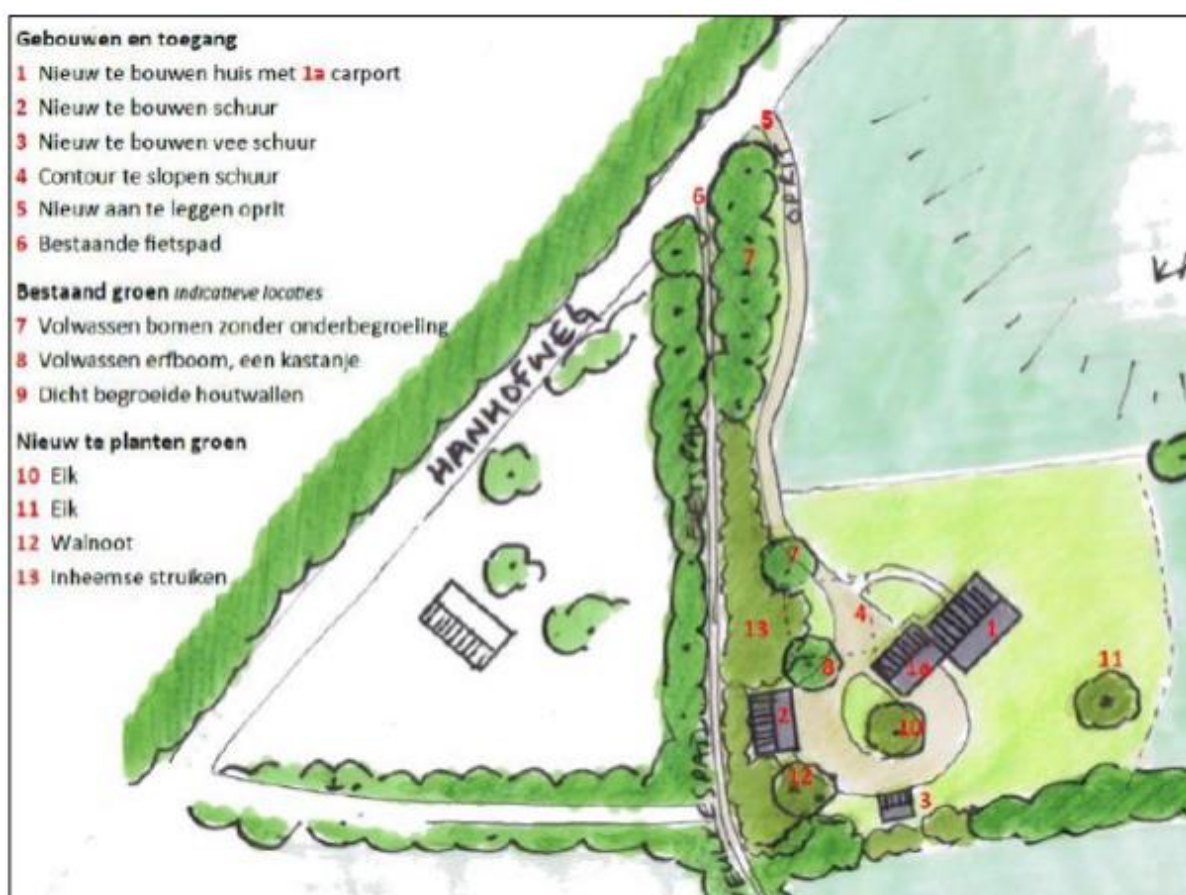 Gebouwen en toegang
1 Nieuw te bouwen huis met 1a carport
2 Nieuw te bouwen schuur
3 Nieuw te bouwen vee schuur
4 Contour te slopen schuur
5 Nieuw aan te leggen oprit
6 Bestaande fietspad
Bestaand groen indicatieve locaties
7 Volwassen bomen zonder onderbegroeiing
8 Volwassen erfboom, een kastanje
9 Dicht begroeide houtwallen
Nieuw te planten groen
10 Eik
11 Eik
12 Walnoot
13 Inheemse struiken
5
OPRIT
6
7
HANHOFWEG
FIETSPAD
7
4
13
1
8
1a
11
2
10
12
3